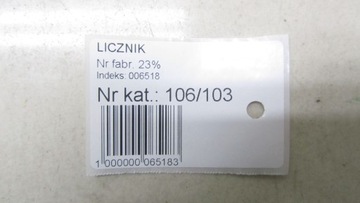 LICZNIK
Nr fabr. 23%
Indeks: 006518
Nr kat.: 106/103
1 000000 065183